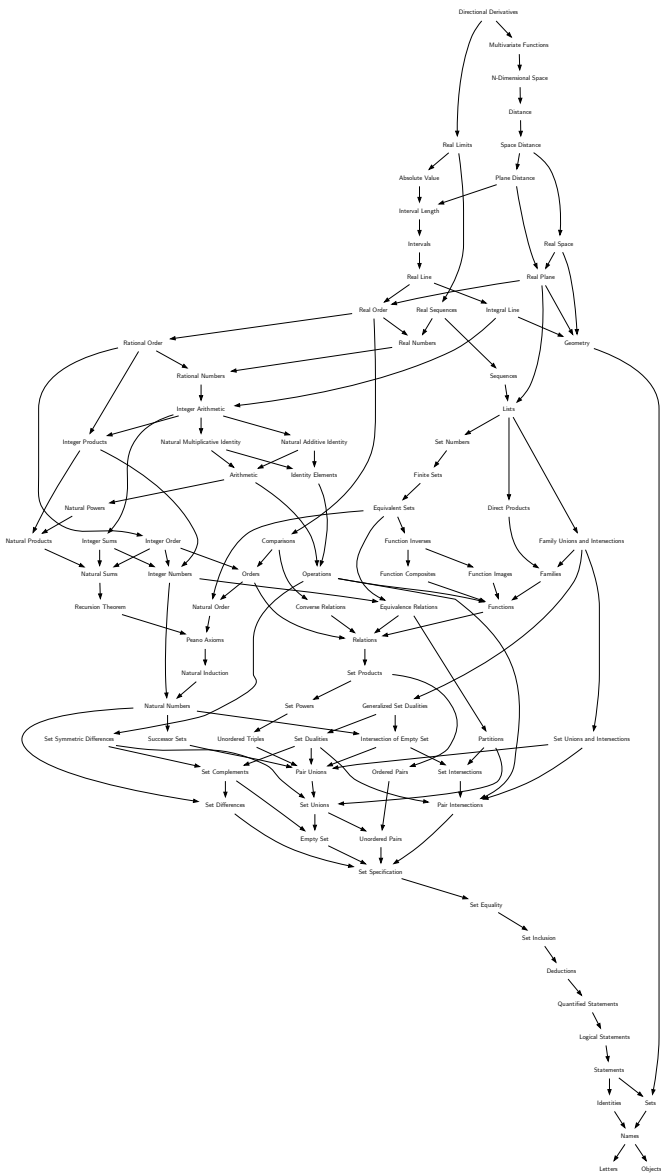 Directional Derivatives
Multivariate Functions
N-Dimensional Space
Distance
Real Limits
Space Distance
Absolute Value
Plane Distance
Interval Length
Intervals
Real Space
Real Line
Real Plane
Real Order
Real Sequences
Integral Line
Rational Order
Real Numbers
Geometry
Rational Numbers
Sequences
Integer Arithmetic
Lists
Integer Products
Natural Multiplicative Identity
Natural Additive Identity
Set Numbers
Arithmetic
Identity Elements
Finite Sets
Natural Powers
Equivalent Sets
Direct Products
Natural Products
Integer Sums
Integer Order
Comparisons
Function Inverses
Family Unions and Intersections
Natural Sums
Integer Numbers
Orders
Operations
Function Composites
Function Images
Families
Recursion Theorem
Natural Order
Converse Relations
Equivalence Relations
Functions
Peano Axioms
Relations
Natural Induction
Set Products
Natural Numbers
Set Powers
Generalized Set Dualities
Set Symmetric Differences
Successor Sets
Unordered Triples
Set Dualities
Intersection of Empty Set
Partitions
Set Unions and Intersections
Set Complements
Pair Unions
Ordered Pairs
Set Intersections
Set Differences
Set Unions
Pair Intersections
Empty Set
Unordered Pairs
Set Specification
Set Equality
Set Inclusion
Deductions
Quantified Statements
Logical Statements
Statements
Identities
Sets
Names
Letters
Objects